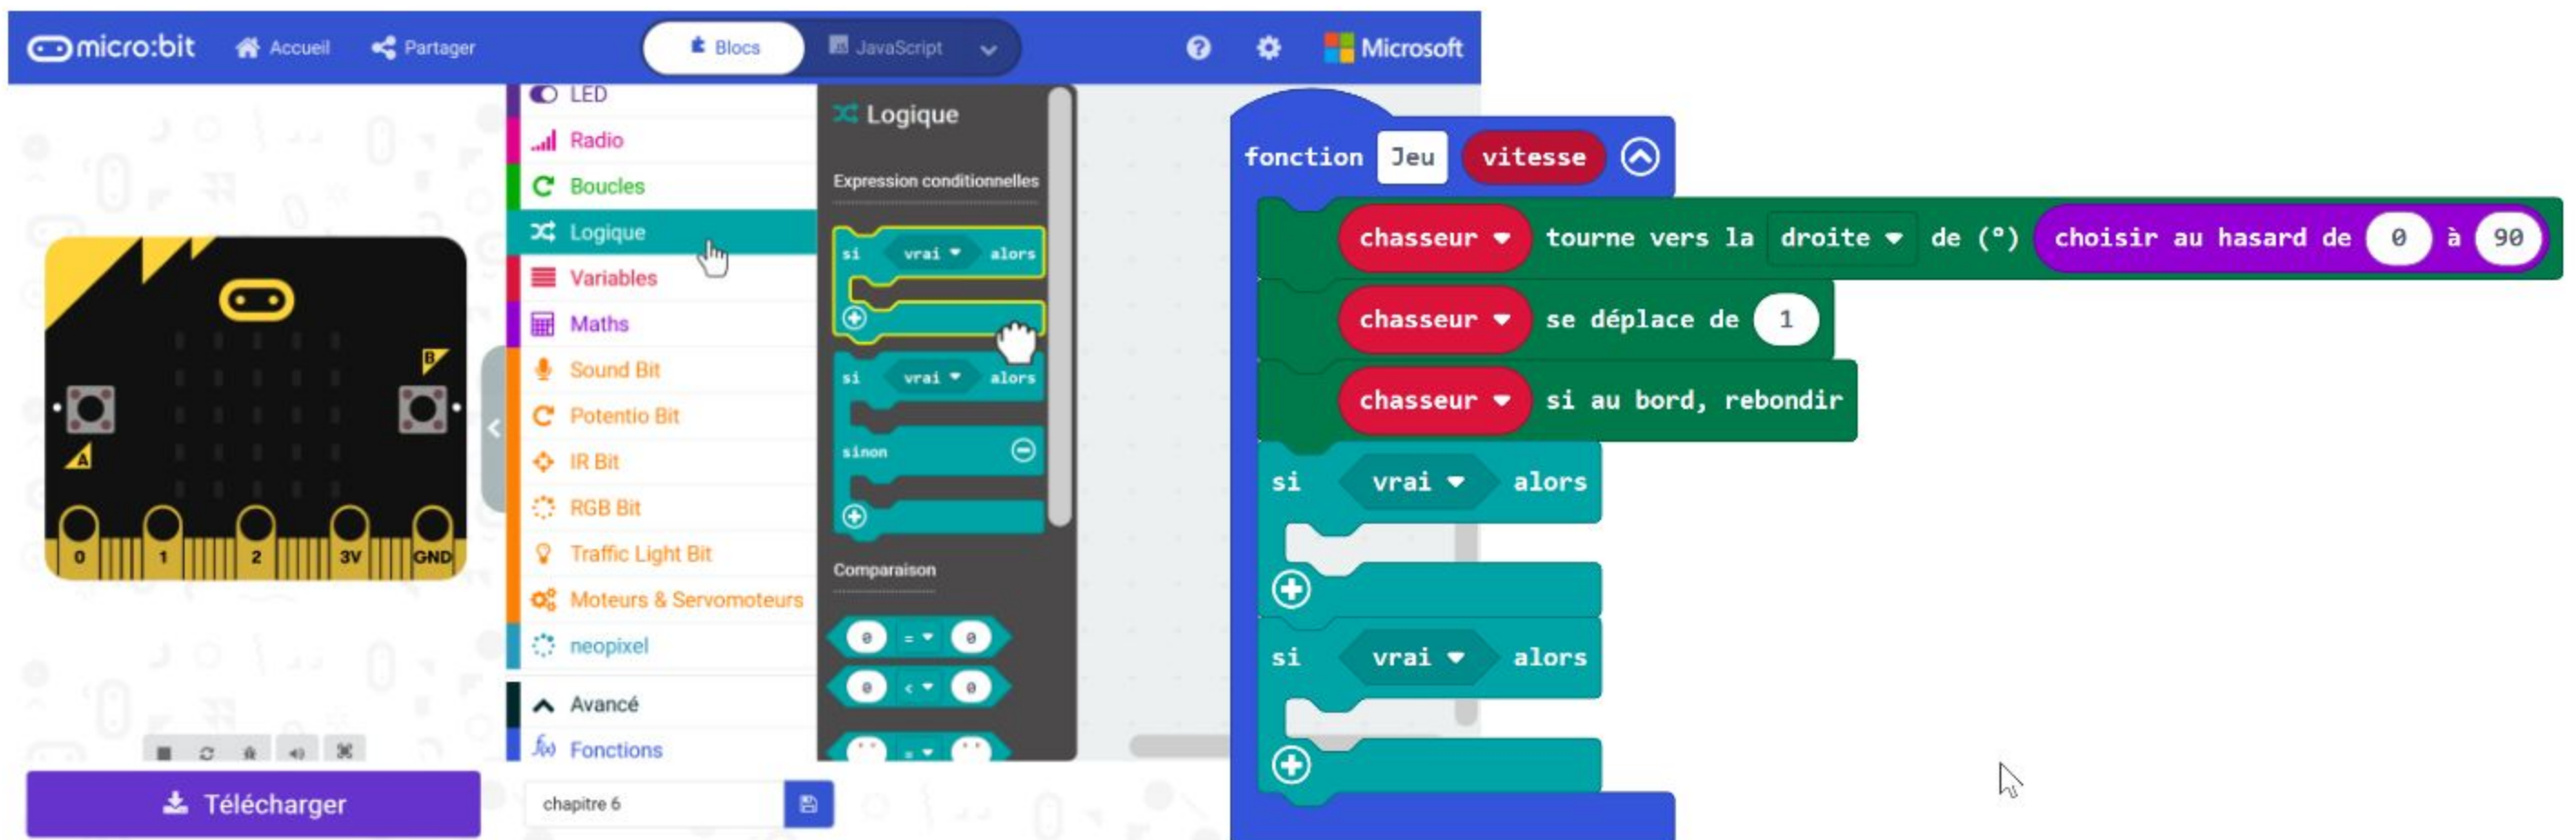 micro:bit Accueil Partager Blocs JavaScript Microsoft
LED
Radio
Boucles
Logique
Variables
Maths
Sound Bit
Potentio Bit
IR Bit
RGB Bit
Traffic Light Bit
Moteurs & Servomoteurs
neopixel
Avancé
Fonctions
B
A
0 1 2 3V GND
Télécharger
chapitre 6
Logique
Expression conditionnelles
si vrai alors
si vrai alors
sinon
Comparaison
0 = 0
0 < 0
" " = " "
fonction Jeu vitesse
chasseur tourne vers la droite de (°) choisir au hasard de 0 à 90
chasseur se déplace de 1
chasseur si au bord, rebondir
si vrai alors
si vrai alors